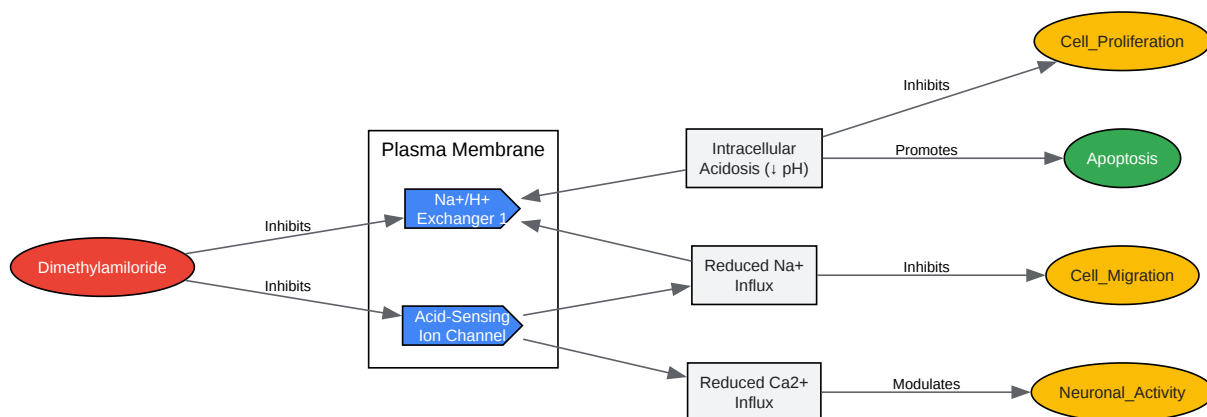 Cell_Proliferation
Inhibits
Plasma Membrane
Intracellular
Acidosis (↓ pH)
Promotes
Apoptosis
Na+/H+
Exchanger 1
Inhibits
Dimethylamiloride
Inhibits
Reduced Na+
Influx
Inhibits
Cell_Migration
Acid-Sensing
Ion Channel
Reduced Ca2+
Influx
Modulates
Neuronal_Activity